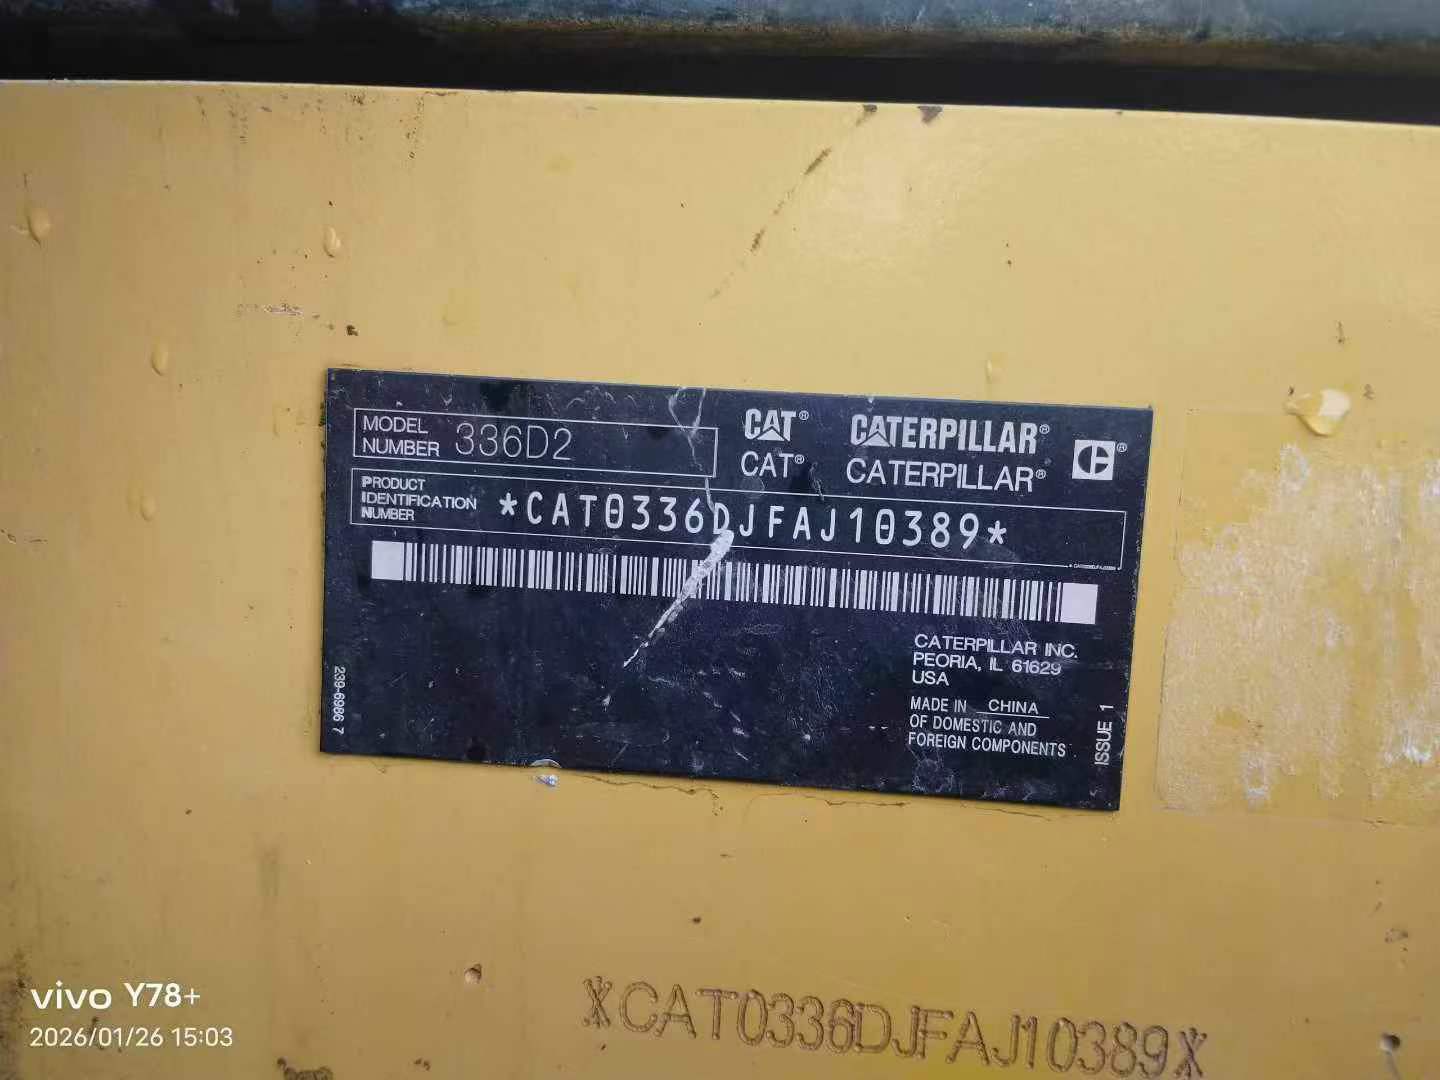 MODEL NUMBER 336D2
CAT® CATERPILLAR®
CAT® CATERPILLAR®
PRODUCT IDENTIFICATION NUMBER *CAT0336DJFAJ10389*
CATERPILLAR INC.
PEORIA, IL 61629
USA
MADE IN CHINA
OF DOMESTIC AND
FOREIGN COMPONENTS
239-6986 7
ISSUE 1
*CAT0336DJFAJ10389*
vivo Y78+
2026/01/26 15:03